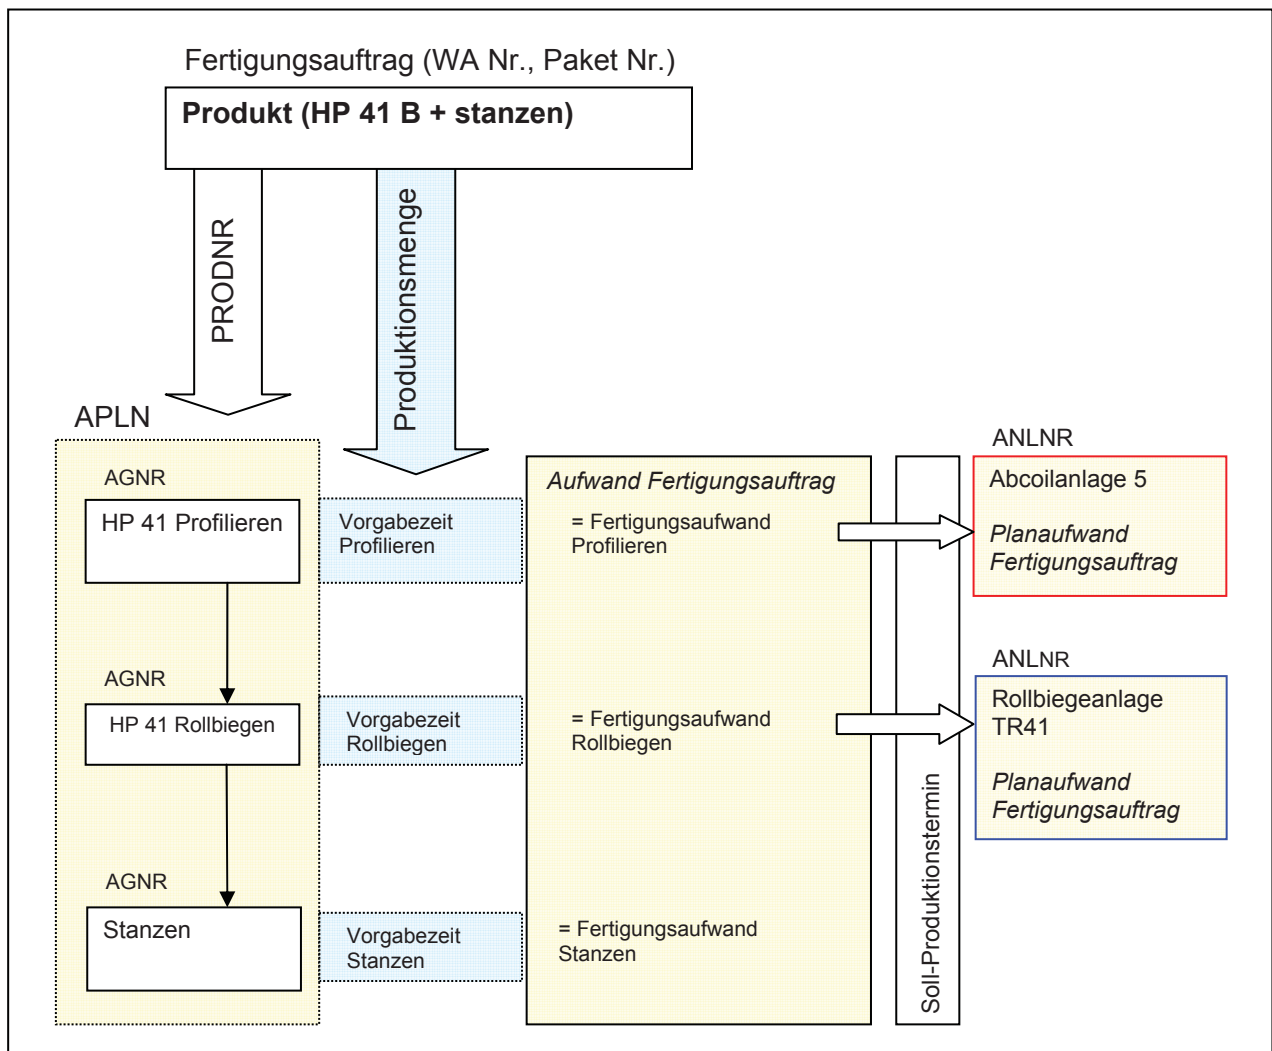 Fertigungsauftrag (WA Nr., Paket Nr.)
Produkt (HP 41 B + stanzen)
PRODNR
Produktionsmenge
APLN
AGNR
HP 41 Profilieren
Vorgabezeit
Profilieren
Aufwand Fertigungsauftrag
= Fertigungsaufwand
Profilieren
ANLNR
Abcoilanlage 5
Planaufwand
Fertigungsauftrag
AGNR
HP 41 Rollbiegen
Vorgabezeit
Rollbiegen
= Fertigungsaufwand
Rollbiegen
ANLNR
Rollbiegeanlage
TR41
Planaufwand
Fertigungsauftrag
AGNR
Stanzen
Vorgabezeit
Stanzen
= Fertigungsaufwand
Stanzen
Soll-Produktionstermin